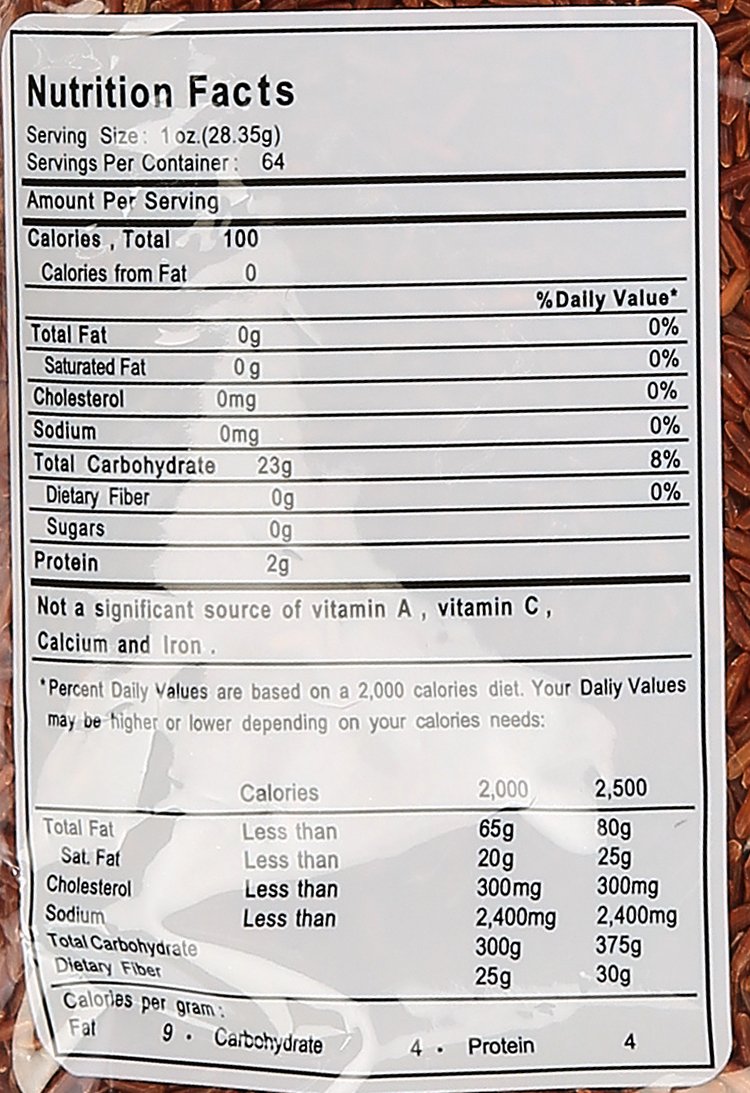 Nutrition Facts
Serving Size: 1 oz.(28.35g)
Servings Per Container: 64
Amount Per Serving
Calories, Total 100
Calories from Fat 0
%Daily Value*
Total Fat 0g 0%
Saturated Fat 0g 0%
Cholesterol 0mg 0%
Sodium 0mg 0%
Total Carbohydrate 23g 8%
Dietary Fiber 0g 0%
Sugars 0g
Protein 2g
Not a significant source of vitamin A, vitamin C,
Calcium and Iron.
*Percent Daily Values are based on a 2,000 calories diet. Your Daliy Values
may be higher or lower depending on your calories needs:
Calories 2,000 2,500
Total Fat Less than 65g 80g
Sat. Fat Less than 20g 25g
Cholesterol Less than 300mg 300mg
Sodium Less than 2,400mg 2,400mg
Total Carbohydrate 300g 375g
Dietary Fiber 25g 30g
Calories per gram:
Fat 9 · Carbohydrate 4 · Protein 4